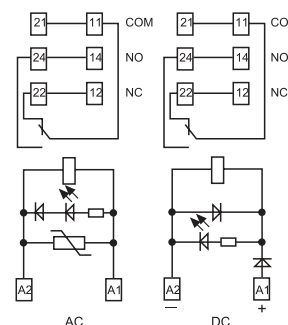 21 11 COM 21 11 CO
24 14 NO 24 14 NO
22 12 NC 22 12 NC
A2 A1 A2 A1
— +
AC DC